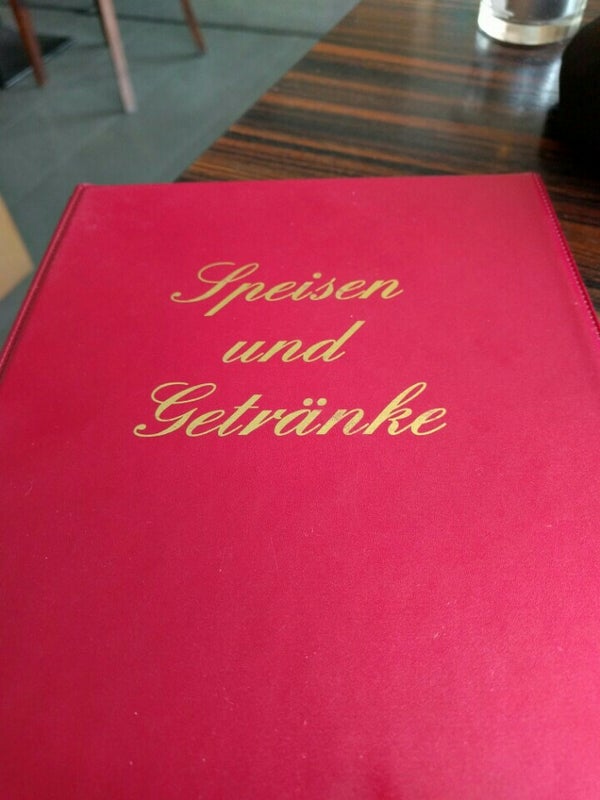 Speisen
und
Getränke